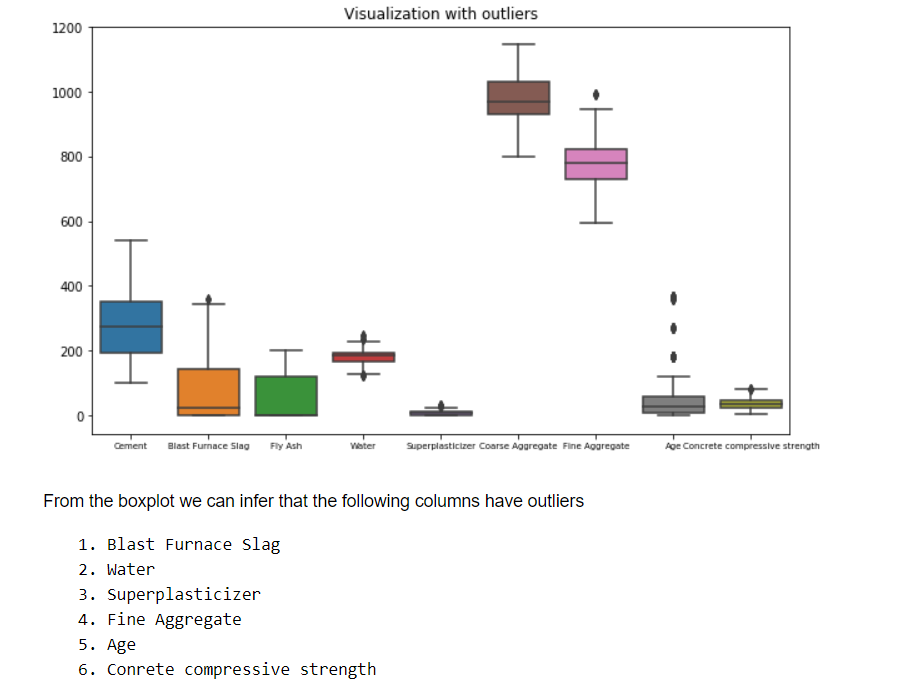 Visualization with outliers
1200
1000
800
600
400
200
0
Cement Blast Furnace Slag Fly Ash Water Superplasticizer Coarse Aggregate Fine Aggregate Age Concrete compressive strength
From the boxplot we can infer that the following columns have outliers
1. Blast Furnace Slag
2. Water
3. Superplasticizer
4. Fine Aggregate
5. Age
6. Conrete compressive strength